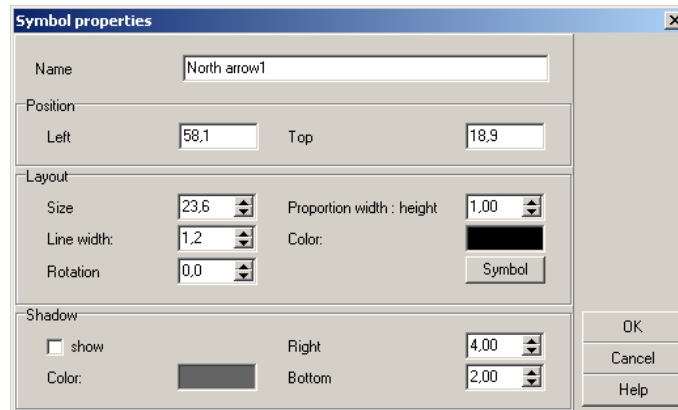 Symbol properties
Name North arrow1
Position
Left 58,1 Top 18,9
Layout
Size 23,6 Proportion width : height 1,00
Line width: 1,2 Color:
Rotation 0,0 Symbol
Shadow
show Right 4,00
Color: Bottom 2,00
OK
Cancel
Help